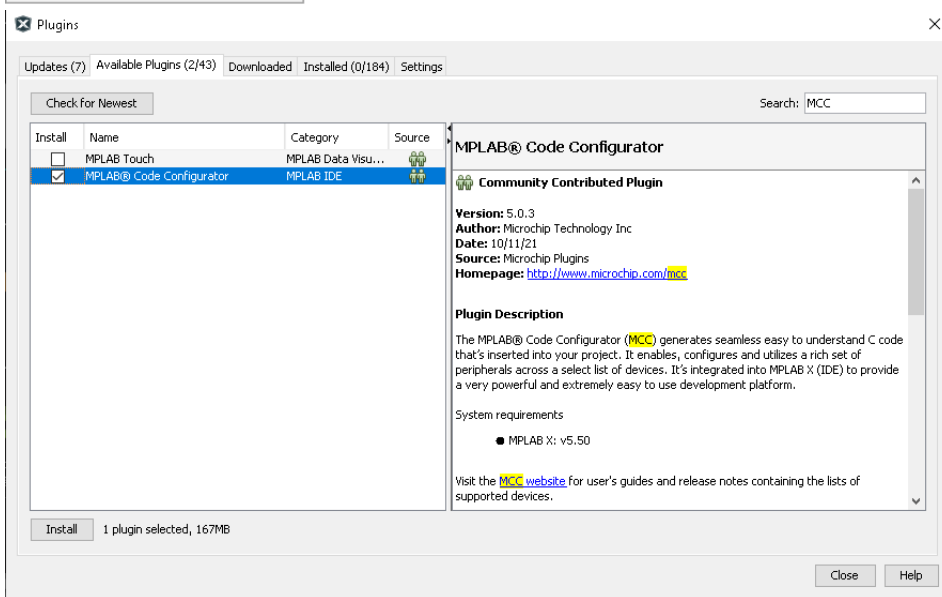 Plugins
Updates (7) Available Plugins (2/43) Downloaded Installed (0/184) Settings
Check for Newest Search: MCC
Install Name Category Source
MPLAB Touch MPLAB Data Visu...
MPLAB® Code Configurator MPLAB IDE
MPLAB® Code Configurator
Community Contributed Plugin
Version: 5.0.3
Author: Microchip Technology Inc
Date: 10/11/21
Source: Microchip Plugins
Homepage: http://www.microchip.com/mcc
Plugin Description
The MPLAB® Code Configurator (MCC) generates seamless easy to understand C code
that's inserted into your project. It enables, configures and utilizes a rich set of
peripherals across a select list of devices. It's integrated into MPLAB X (IDE) to provide
a very powerful and extremely easy to use development platform.
System requirements
● MPLAB X: v5.50
Visit the MCC website for user's guides and release notes containing the lists of
supported devices.
Install 1 plugin selected, 167MB
Close Help